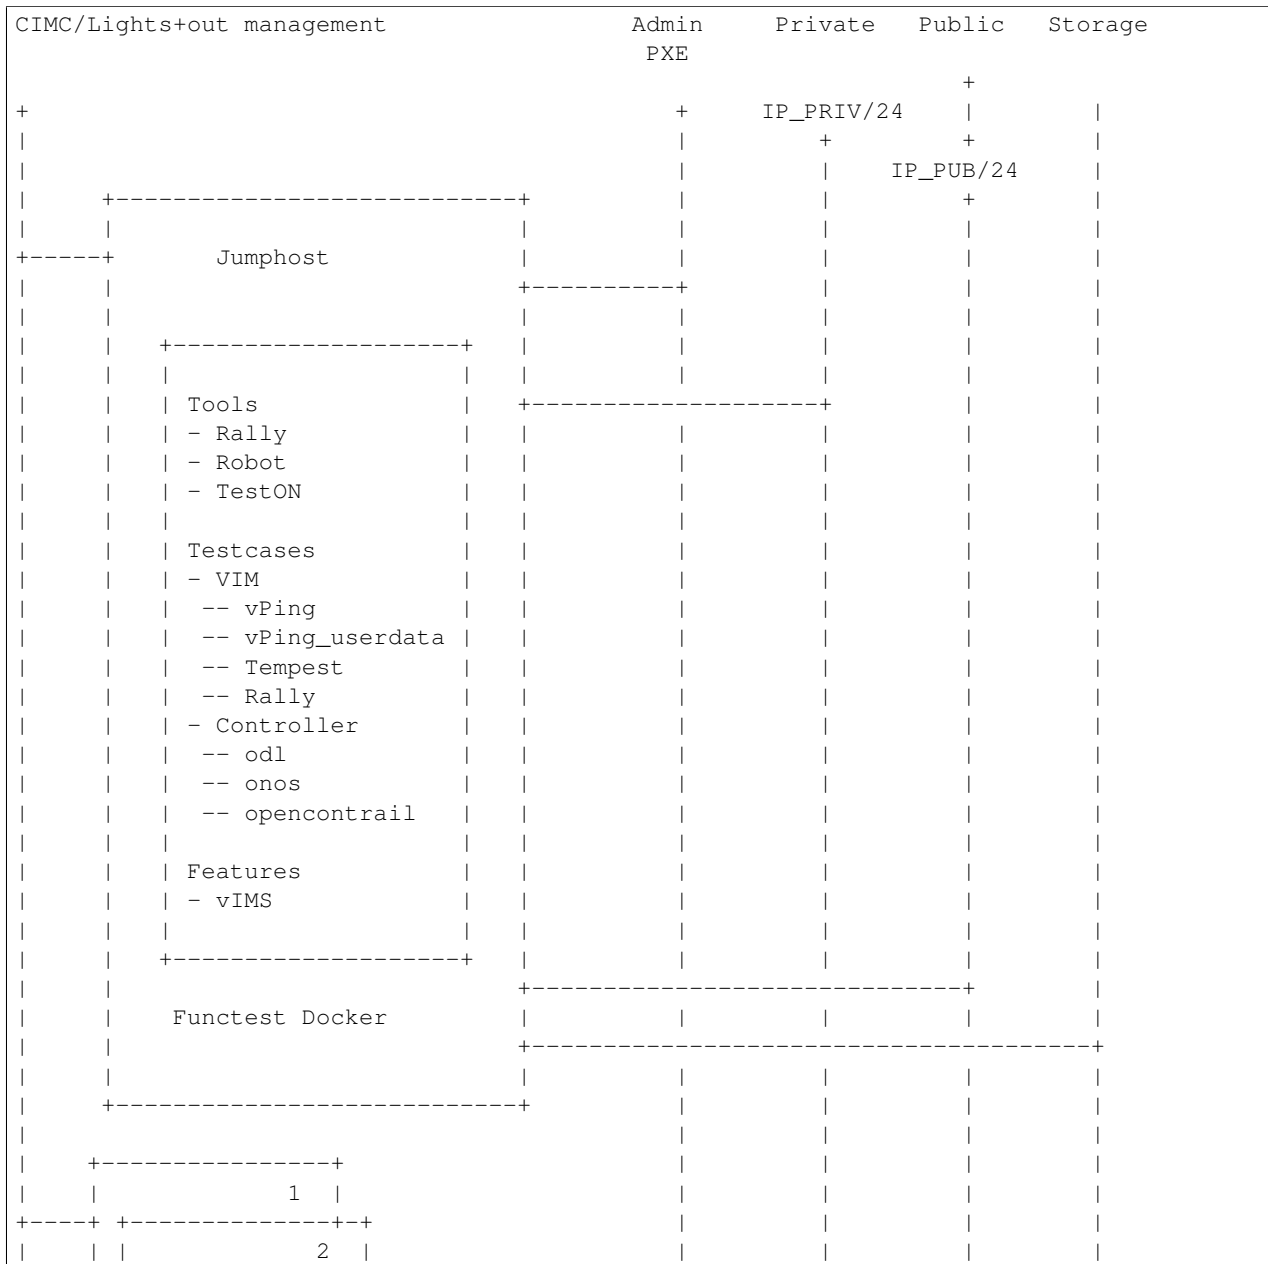 CIMC/Lights+out management Admin Private Public Storage
PXE
IP_PRIV/24
IP_PUB/24
Jumphost
Tools
- Rally
- Robot
- TestON
Testcases
- VIM
-- vPing
-- vPing_userdata
-- Tempest
-- Rally
- Controller
-- odl
-- onos
-- opencontrail
Features
- vIMS
Functest Docker
1
2